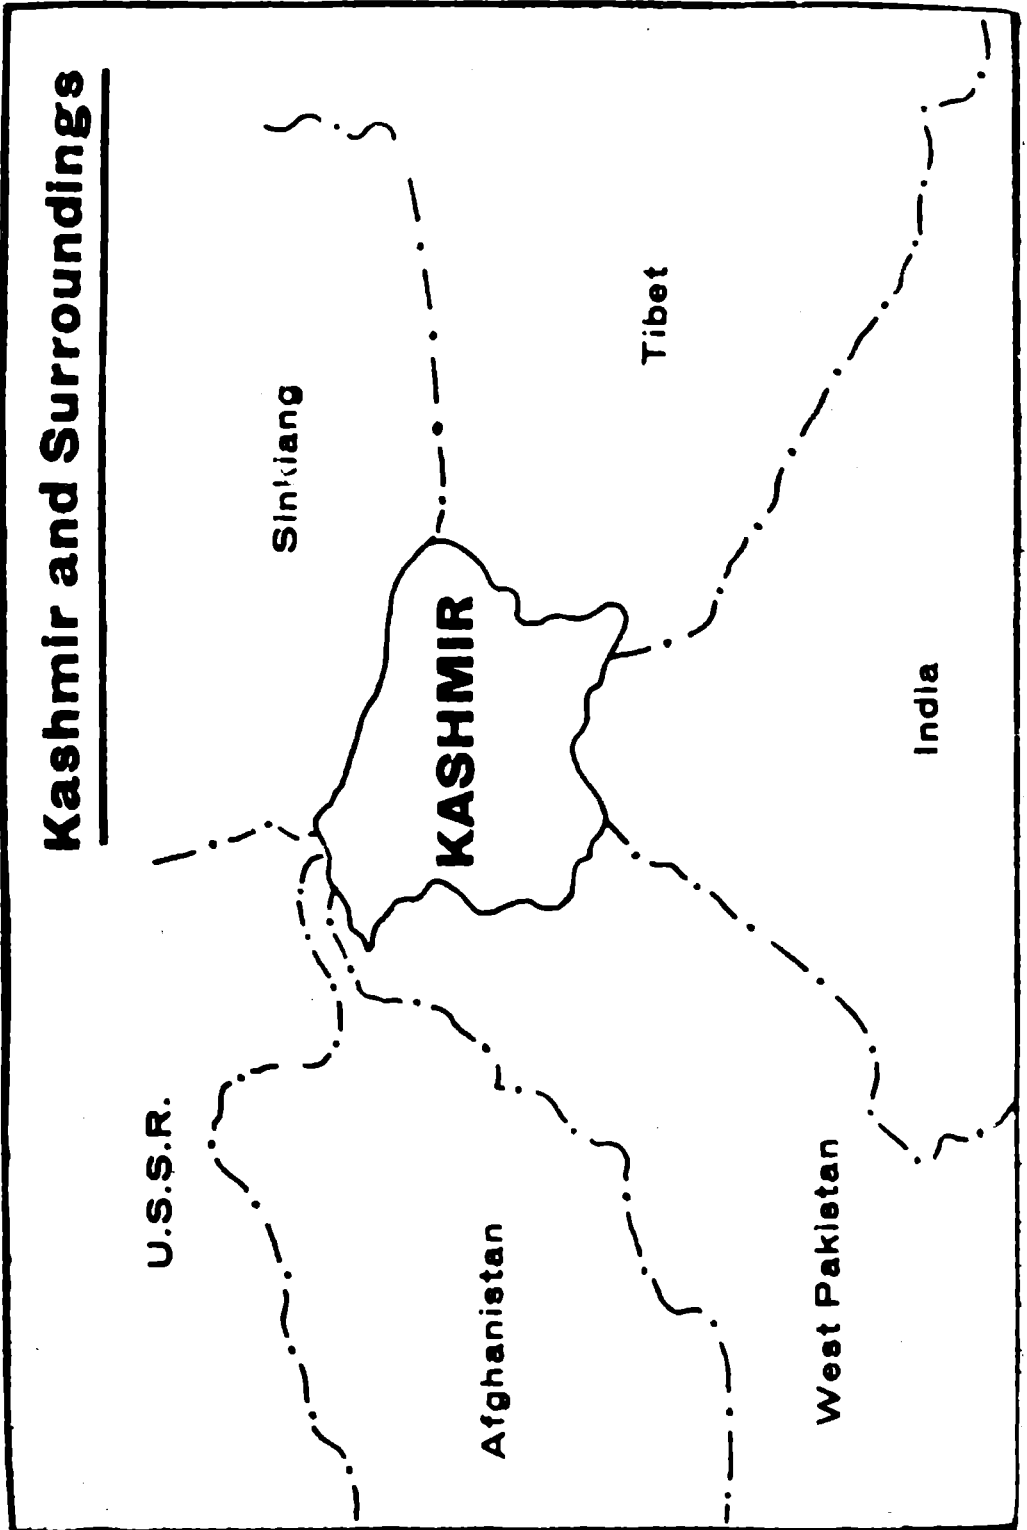 Kashmir and Surroundings
U.S.S.R.
Sinkiang
KASHMIR
Afghanistan
Tibet
West Pakistan
India